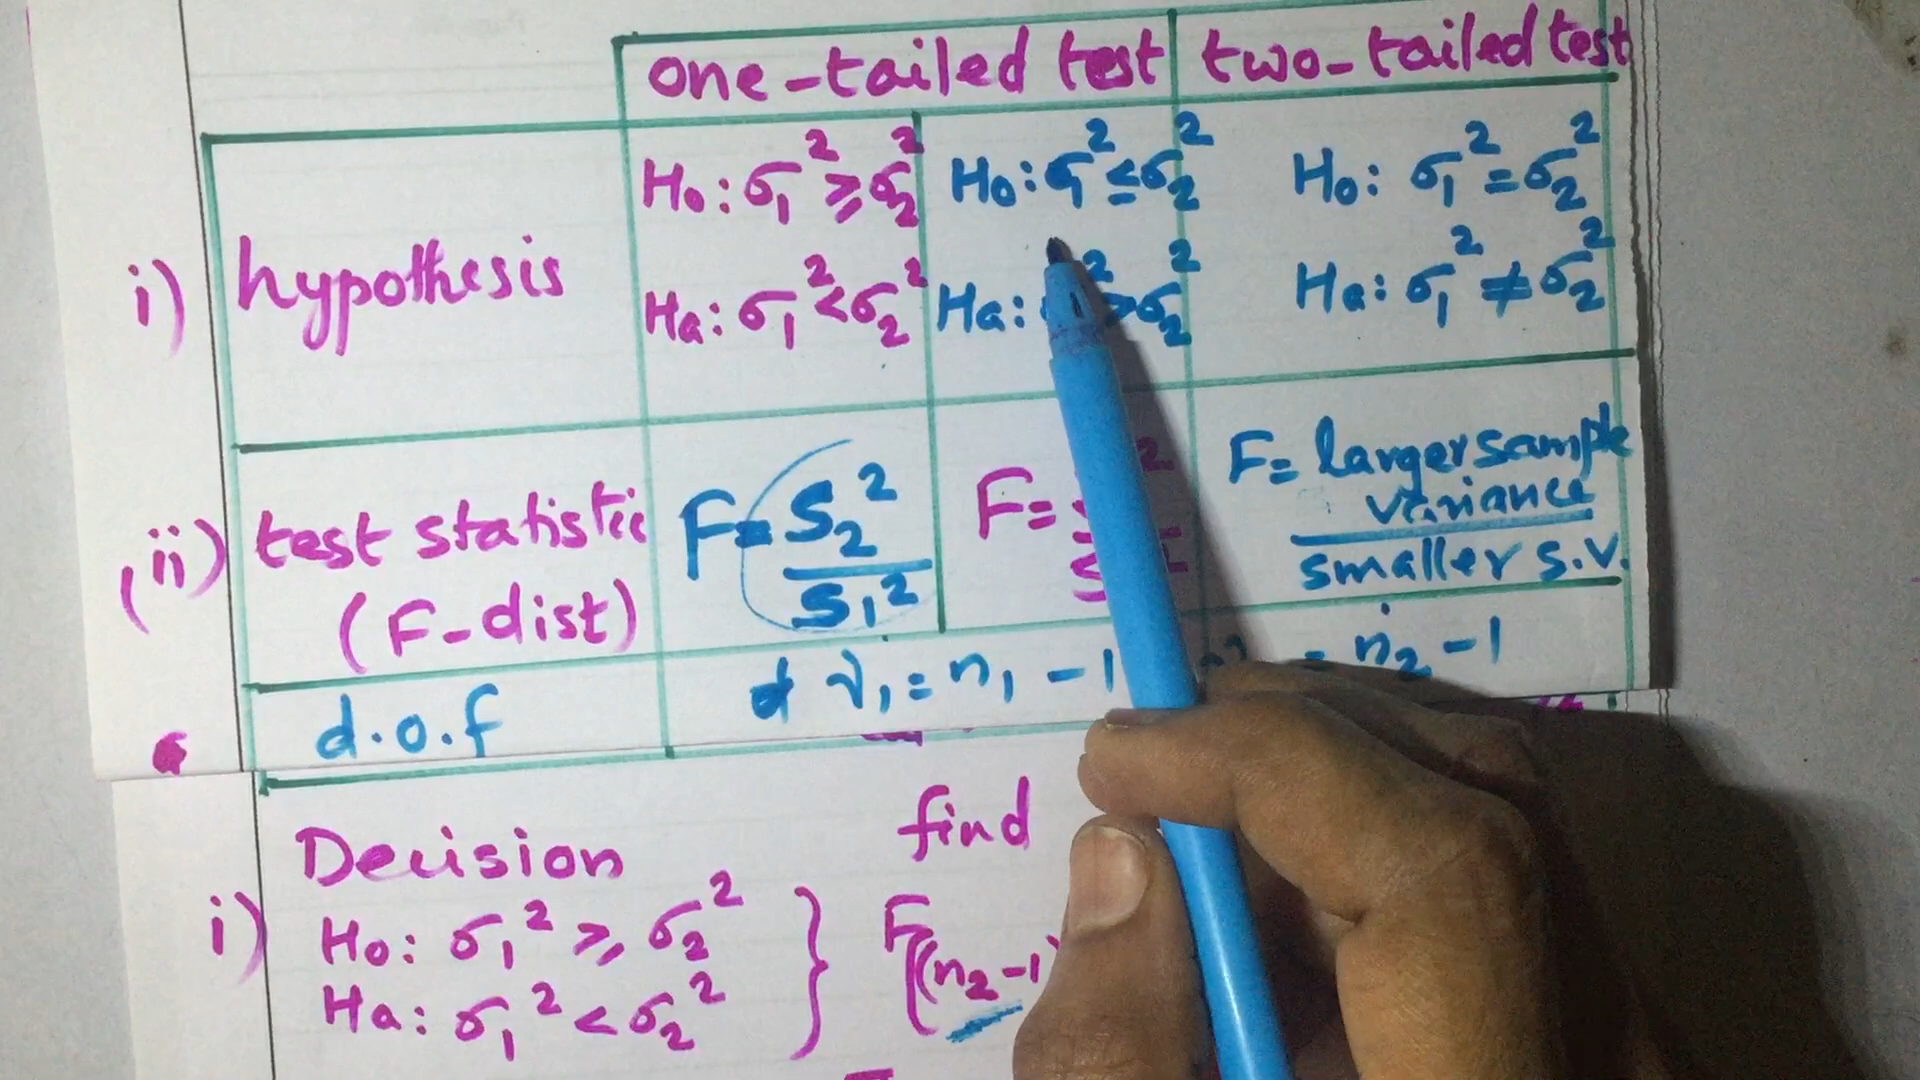 one-tailed test two-tailed test
i) hypothesis
H₀: σ₁² ≥ σ₂² H₀: σ₁² ≤ σ₂² H₀: σ₁² = σ₂²
Hₐ: σ₁² < σ₂² Hₐ: > σ₂² Hₐ: σ₁² ≠ σ₂²
(ii) test statistic
(F-dist)
F= S₂²/S₁² F= F= larger sample
variance
smaller s.v.
d.o.f ν₁ = n₁ - 1 = n₂ - 1
Decision find
i) H₀: σ₁² ≥ σ₂² } F(n₂-1
Hₐ: σ₁² < σ₂²